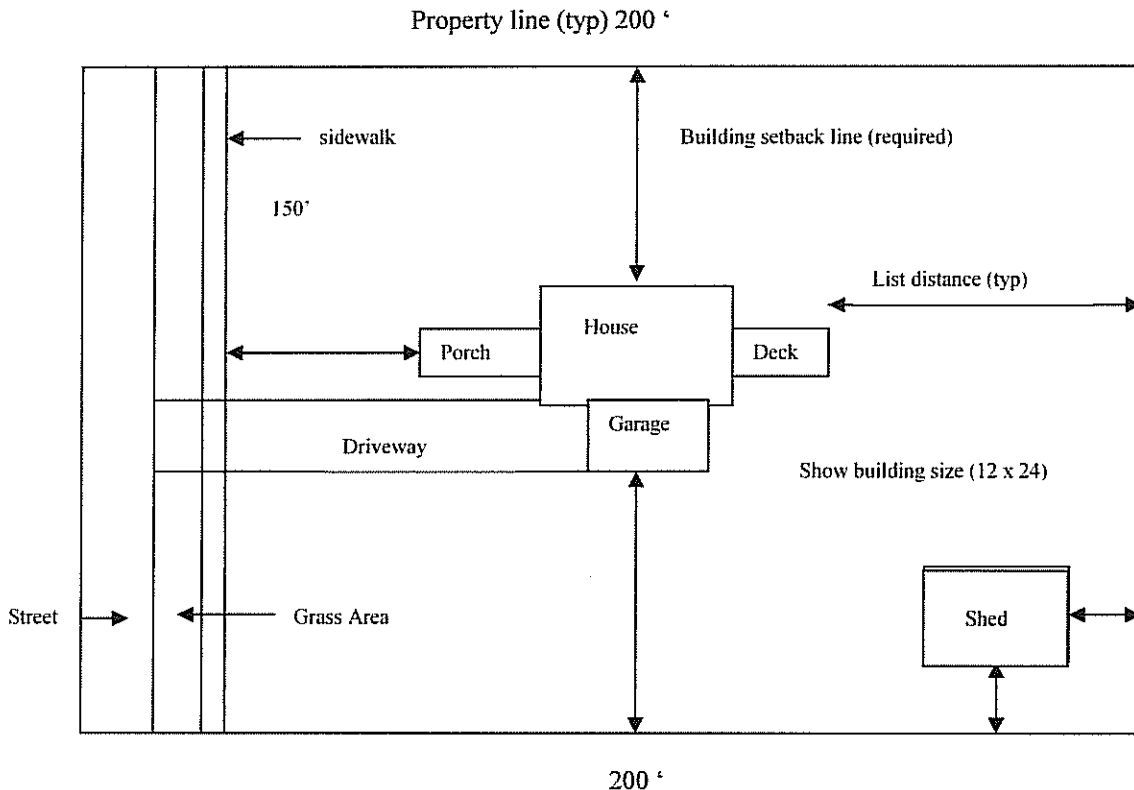 Property line (typ) 200 ‘
sidewalk
Building setback line (required)
150’
List distance (typ)
House
Porch
Deck
Garage
Driveway
Show building size (12 x 24)
Street
Grass Area
Shed
200 ‘